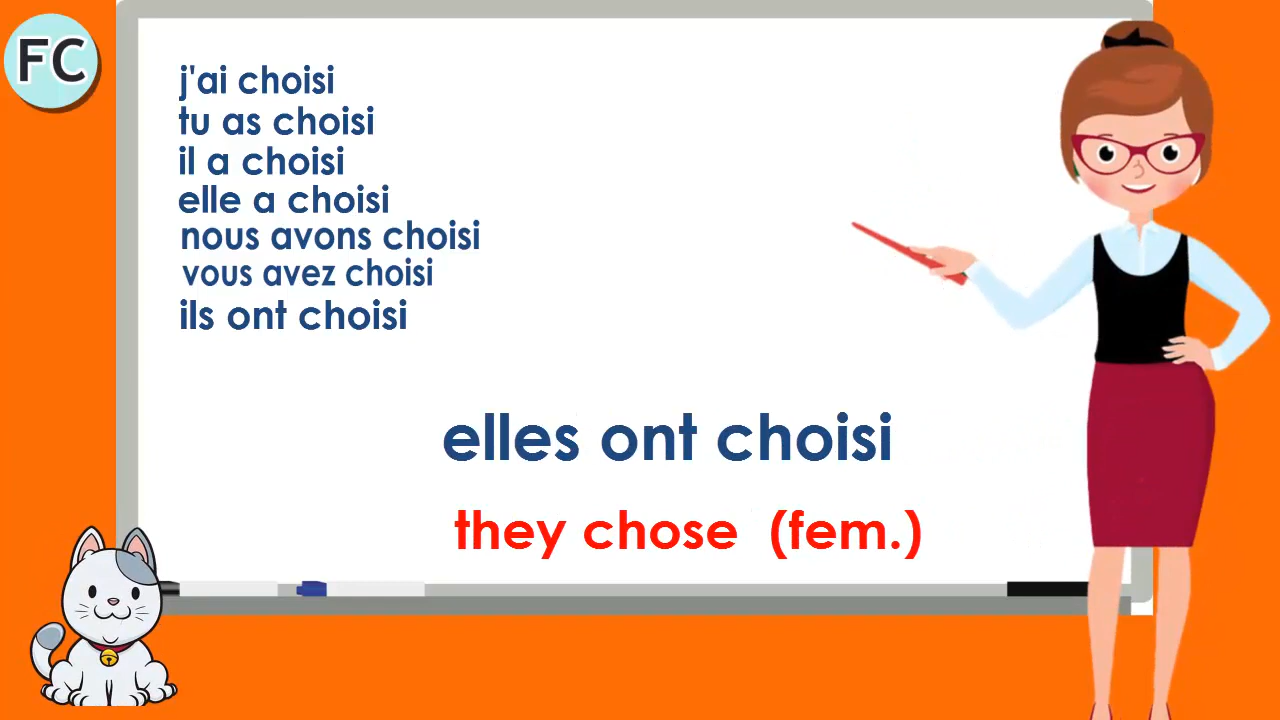 FC
j'ai choisi
tu as choisi
il a choisi
elle a choisi
nous avons choisi
vous avez choisi
ils ont choisi
elles ont choisi
they chose (fem.)